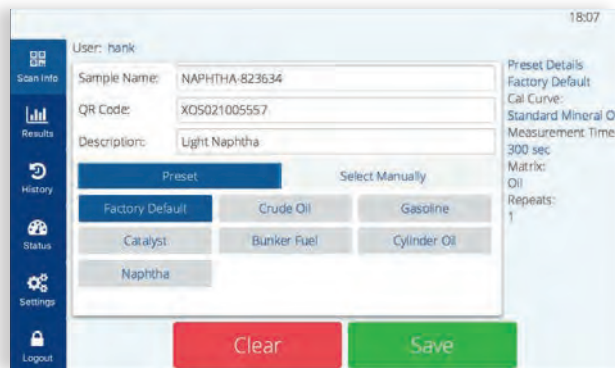 18:07
User: hank
Scan Info
Results
History
Status
Settings
Logout
Sample Name: NAPHTHA-823634
QR Code: XOS021005557
Description: Light Naphtha
Preset Select Manually
Factory Default Crude Oil Gasoline
Catalyst Bunker Fuel Cylinder Oil
Naphtha
Clear Save
Preset Details
Factory Default
Cal Curve:
Standard Mineral O
Measurement Time
300 sec
Matrix:
Oil
Repeats:
1